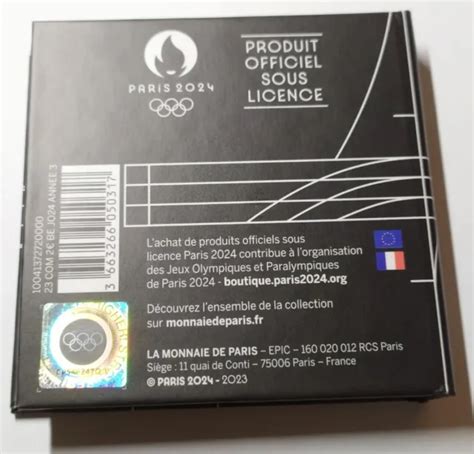 PARIS 2024
PRODUIT
OFFICIEL
SOUS
LICENCE
3 663266 050317
10041372720000
23 COM 2€ BE JO24 ANNEE 3
L'achat de produits officiels sous
licence Paris 2024 contribue à l'organisation
des Jeux Olympiques et Paralympiques
de Paris 2024 - boutique.paris2024.org
Découvrez l'ensemble de la collection
sur monnaiedeparis.fr
LA MONNAIE DE PARIS – EPIC – 160 020 012 RCS Paris
Siège : 11 quai de Conti – 75006 Paris – France
© PARIS 2024 - 2023